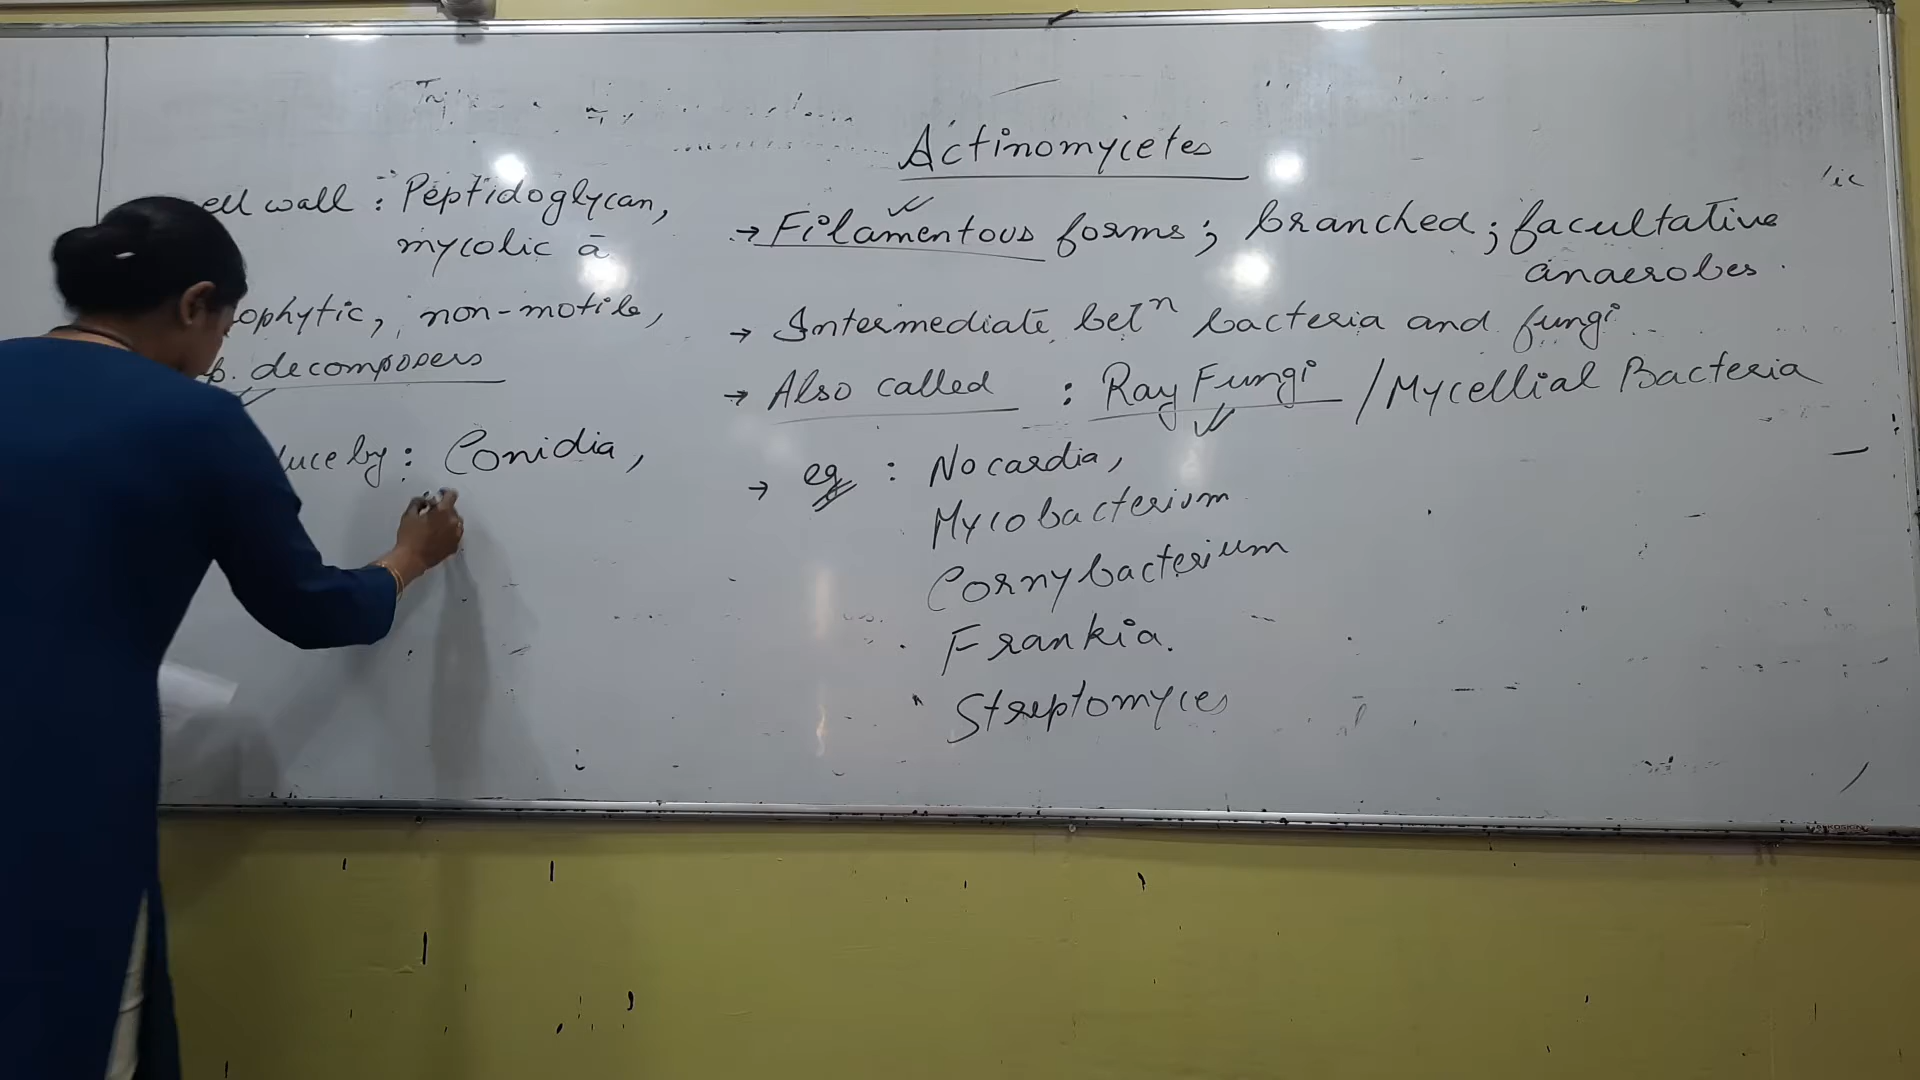 Actinomycetes
→ Filamentous forms; branched; facultative
anaerobes.
→ Intermediate betⁿ bacteria and fungi
→ Also called : Ray Fungi / Mycellial Bacteria
→ eg : Nocardia,
Mycobacterium
Cornybacterium
Frankia.
Streptomyces
ell wall : Peptidoglycan,
mycolic ā
ophytic, non-motile,
decomposers
uce by : Conidia,